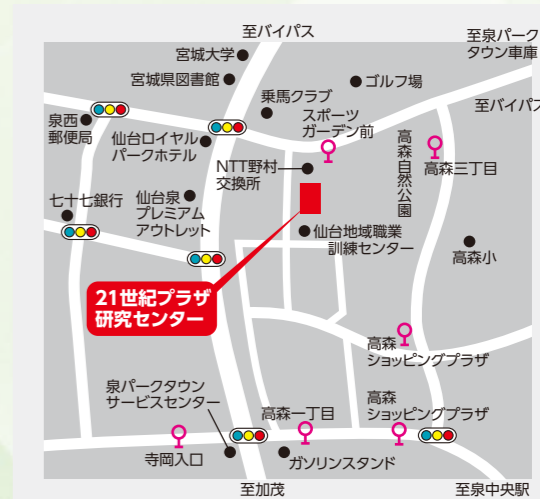 至バイパス
至泉パーク
タウン車庫
宮城大学
宮城県図書館
ゴルフ場
乗馬クラブ
至バイパス
スポーツ
ガーデン前
泉西
郵便局
仙台ロイヤル
パークホテル
高森自然公園
NTT野村
交換所
高森三丁目
七十七銀行
仙台泉
プレミアム
アウトレット
仙台地域職業
訓練センター
高森小
21世紀プラザ
研究センター
高森
ショッピングプラザ
泉パークタウン
サービスセンター
高森一丁目
高森
ショッピングプラザ
寺岡入口
ガソリンスタンド
至加茂
至泉中央駅